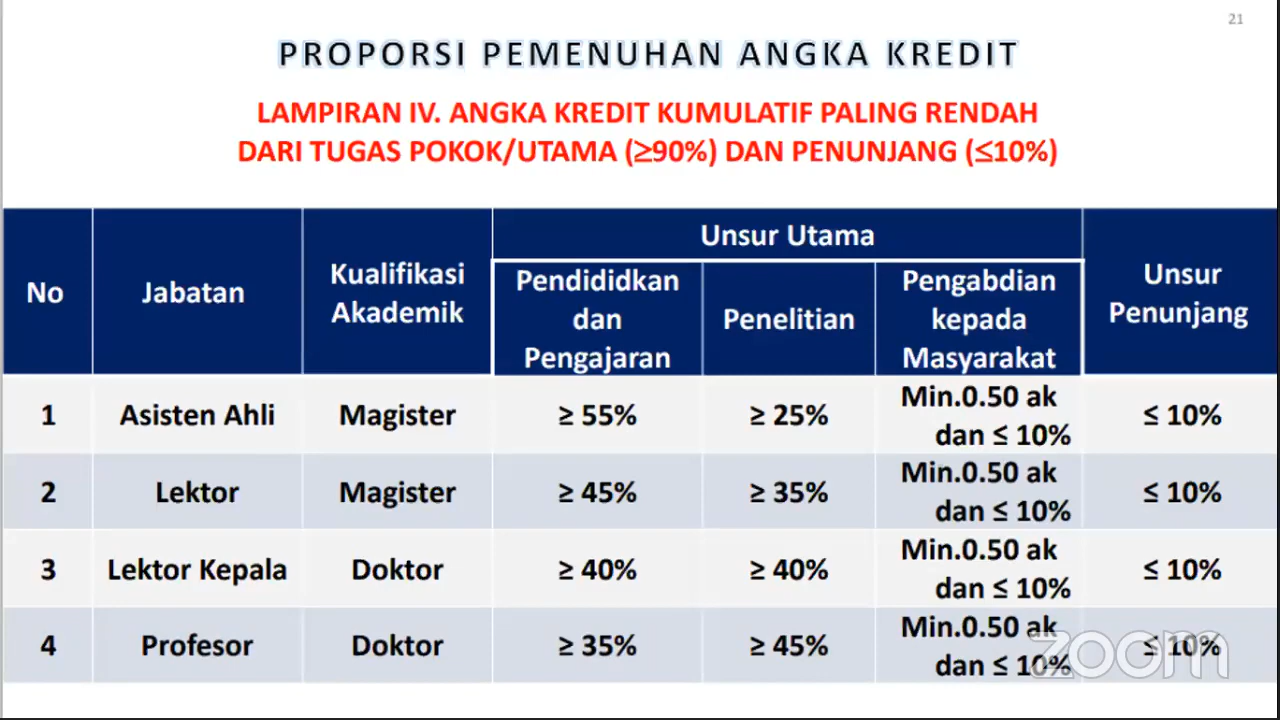 21
PROPORSI PEMENUHAN ANGKA KREDIT
LAMPIRAN IV. ANGKA KREDIT KUMULATIF PALING RENDAH
DARI TUGAS POKOK/UTAMA (≥90%) DAN PENUNJANG (≤10%)
No
Jabatan
Kualifikasi
Akademik
Unsur Utama
Pendididkan
dan
Pengajaran
Penelitian
Pengabdian
kepada
Masyarakat
Unsur
Penunjang
1 Asisten Ahli Magister ≥ 55% ≥ 25% Min.0.50 ak
dan ≤ 10% ≤ 10%
2 Lektor Magister ≥ 45% ≥ 35% Min.0.50 ak
dan ≤ 10% ≤ 10%
3 Lektor Kepala Doktor ≥ 40% ≥ 40% Min.0.50 ak
dan ≤ 10% ≤ 10%
4 Profesor Doktor ≥ 35% ≥ 45% Min.0.50 ak
dan ≤ 10% ≤ 10%
zoom